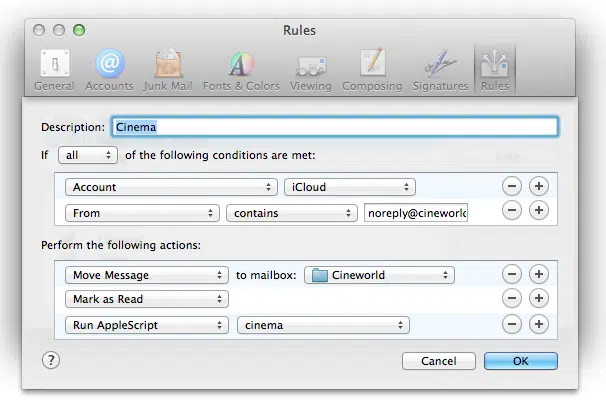 Rules
General Accounts Junk Mail Fonts & Colors Viewing Composing Signatures Rules
Description: Cinema
If all of the following conditions are met:
Account iCloud
From contains noreply@cineworl
Perform the following actions:
Move Message to mailbox: Cineworld
Mark as Read
Run AppleScript cinema
? Cancel OK